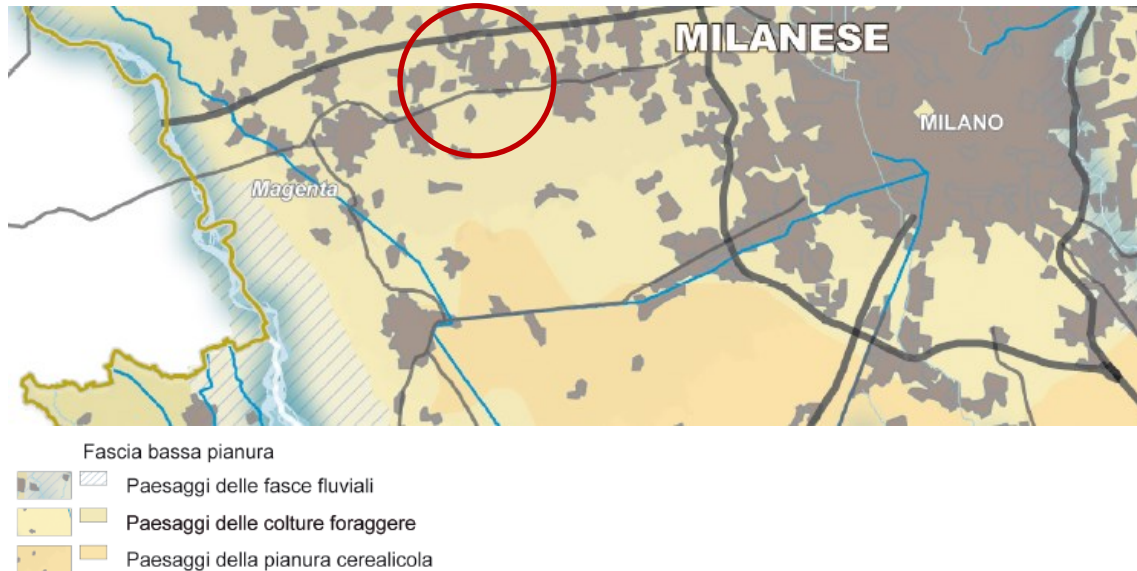 MILANESE
MILANO
Magenta
Fascia bassa pianura
Paesaggi delle fasce fluviali
Paesaggi delle colture foraggere
Paesaggi della pianura cerealicola